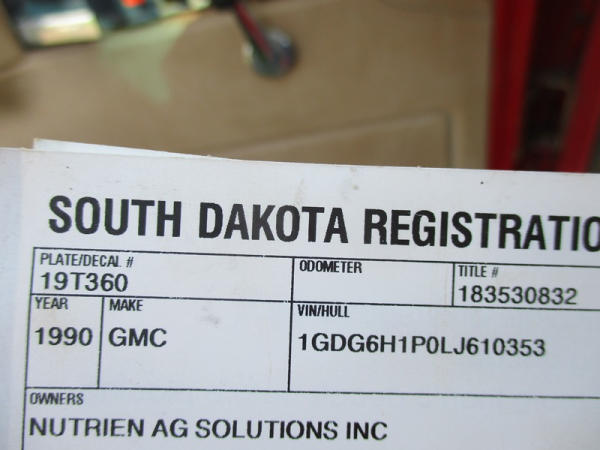 SOUTH DAKOTA REGISTRATIO
PLATE/DECAL # ODOMETER TITLE #
19T360 183530832
YEAR MAKE VIN/HULL
1990 GMC 1GDG6H1P0LJ610353
OWNERS
NUTRIEN AG SOLUTIONS INC